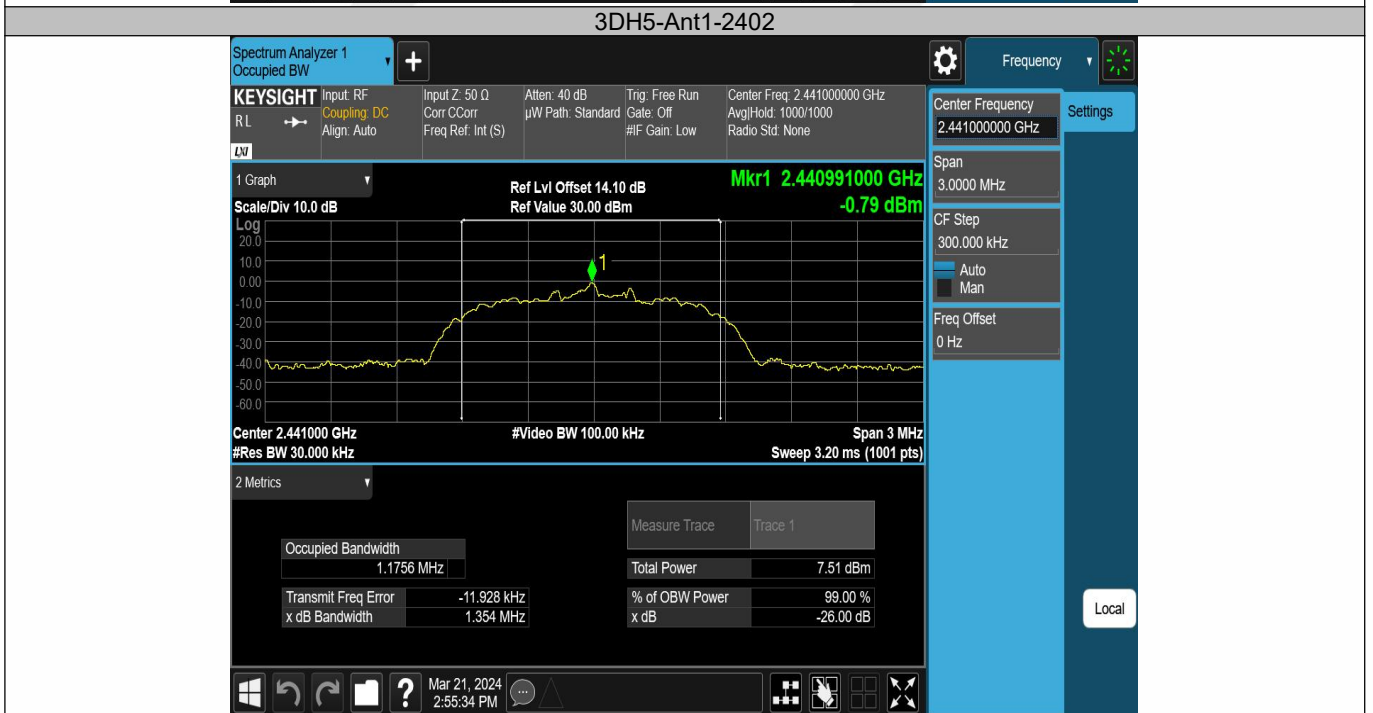 3DH5-Ant1-2402
Spectrum Analyzer 1
Occupied BW
+
Frequency
KEYSIGHT
RL
LXI
Input: RF
Coupling: DC
Align: Auto
Input Z: 50 Ω
Corr CCorr
Freq Ref: Int (S)
Atten: 40 dB
µW Path: Standard
Trig: Free Run
Gate: Off
#IF Gain: Low
Center Freq: 2.441000000 GHz
Avg|Hold: 1000/1000
Radio Std: None
Center Frequency
2.441000000 GHz
Settings
Span
3.0000 MHz
CF Step
300.000 kHz
Auto
Man
Freq Offset
0 Hz
Local
1 Graph
Scale/Div 10.0 dB
Ref Lvl Offset 14.10 dB
Ref Value 30.00 dBm
Mkr1 2.440991000 GHz
-0.79 dBm
Log
20.0
10.0
0.00
-10.0
-20.0
-30.0
-40.0
-50.0
-60.0
1
Center 2.441000 GHz
#Res BW 30.000 kHz
#Video BW 100.00 kHz
Span 3 MHz
Sweep 3.20 ms (1001 pts)
2 Metrics
Measure Trace Trace 1
Occupied Bandwidth
1.1756 MHz
Total Power 7.51 dBm
Transmit Freq Error -11.928 kHz
% of OBW Power 99.00 %
x dB Bandwidth 1.354 MHz
x dB -26.00 dB
?
Mar 21, 2024
2:55:34 PM